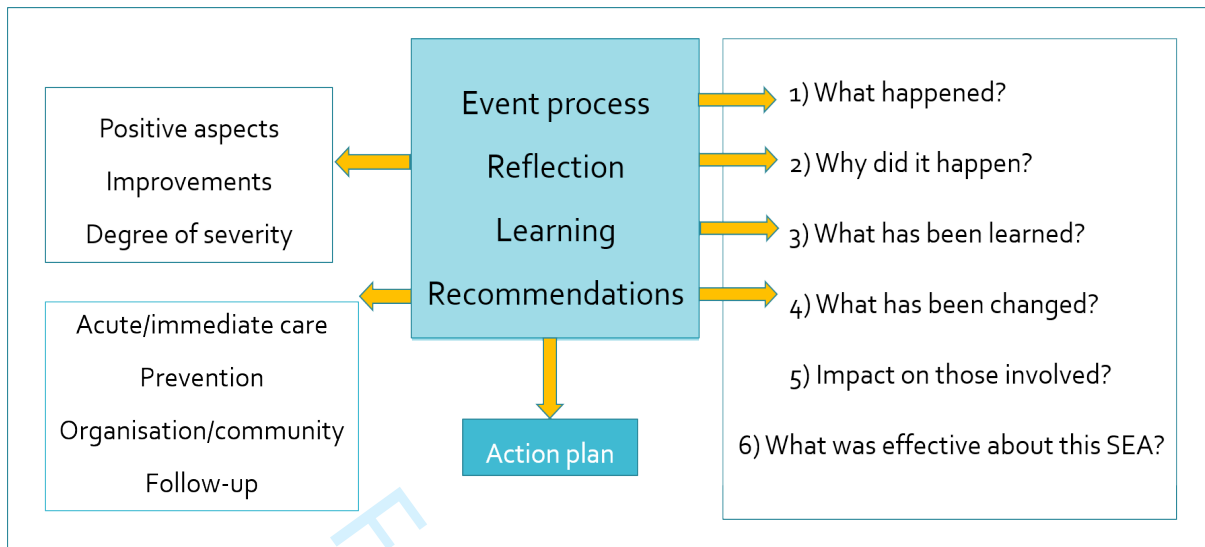 Positive aspects
Improvements
Degree of severity
Acute/immediate care
Prevention
Organisation/community
Follow-up
Event process
Reflection
Learning
Recommendations
Action plan
1) What happened?
2) Why did it happen?
3) What has been learned?
4) What has been changed?
5) Impact on those involved?
6) What was effective about this SEA?
F